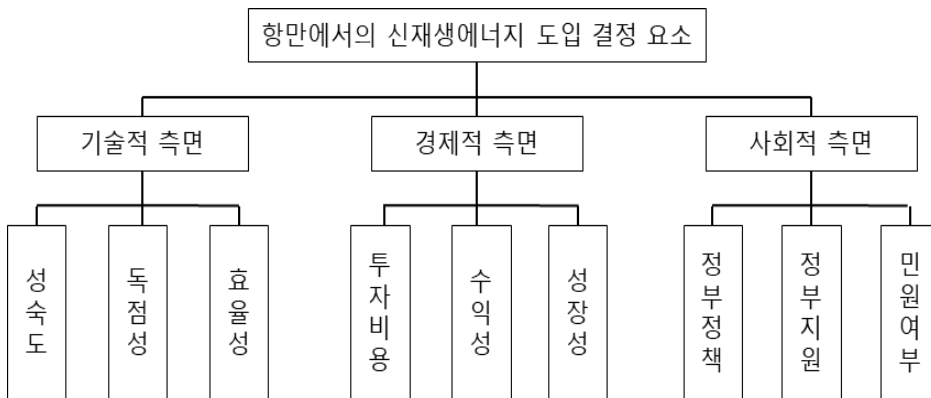 항만에서의 신재생에너지 도입 결정 요소
기술적 측면
경제적 측면
사회적 측면
성숙도
독점성
효율성
투자비용
수익성
성장성
정부정책
정부지원
민원여부